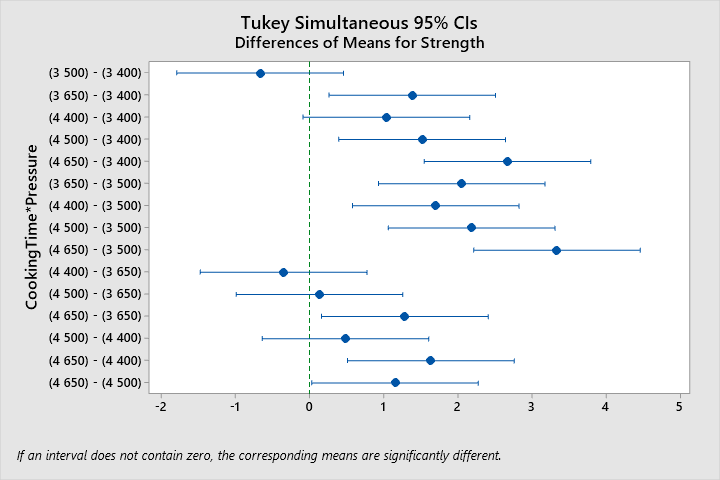 Tukey Simultaneous 95% CIs
Differences of Means for Strength
CookingTime*Pressure
(3 500) - (3 400)
(3 650) - (3 400)
(4 400) - (3 400)
(4 500) - (3 400)
(4 650) - (3 400)
(3 650) - (3 500)
(4 400) - (3 500)
(4 500) - (3 500)
(4 650) - (3 500)
(4 400) - (3 650)
(4 500) - (3 650)
(4 650) - (3 650)
(4 500) - (4 400)
(4 650) - (4 400)
(4 650) - (4 500)
-2 -1 0 1 2 3 4 5
If an interval does not contain zero, the corresponding means are significantly different.